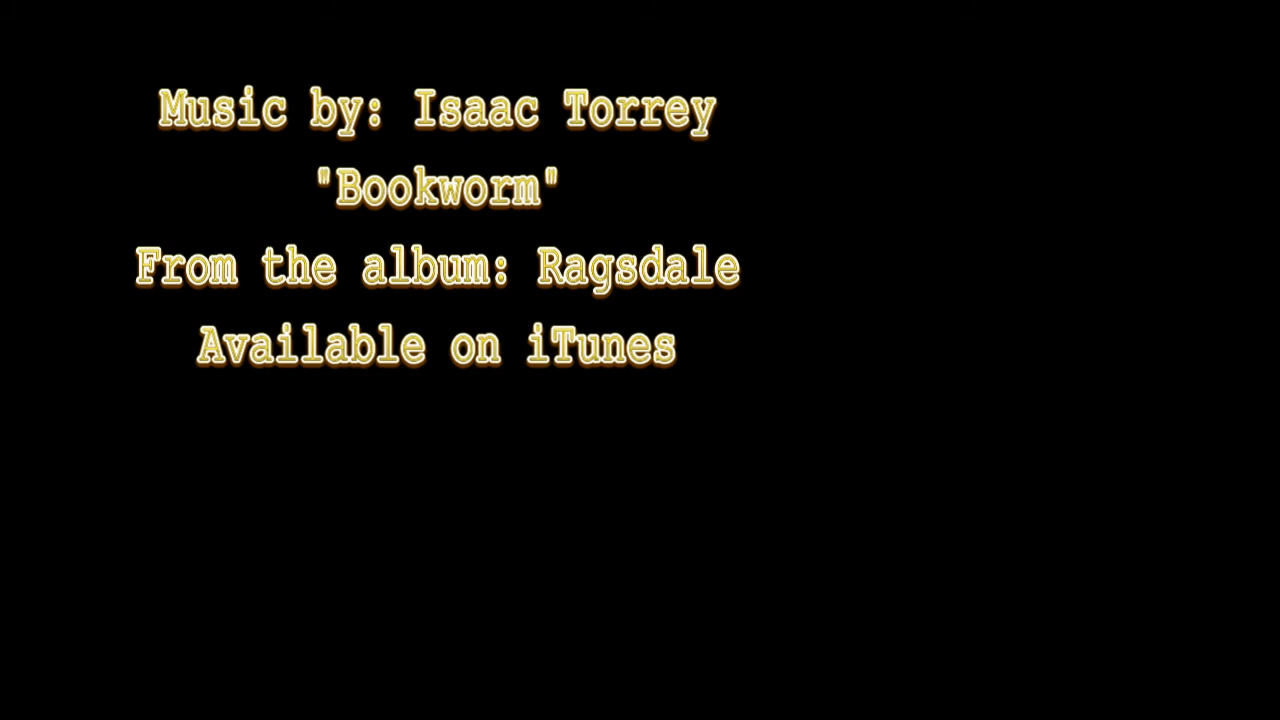 Music by: Isaac Torrey
"Bookworm"
From the album: Ragsdale
Available on iTunes